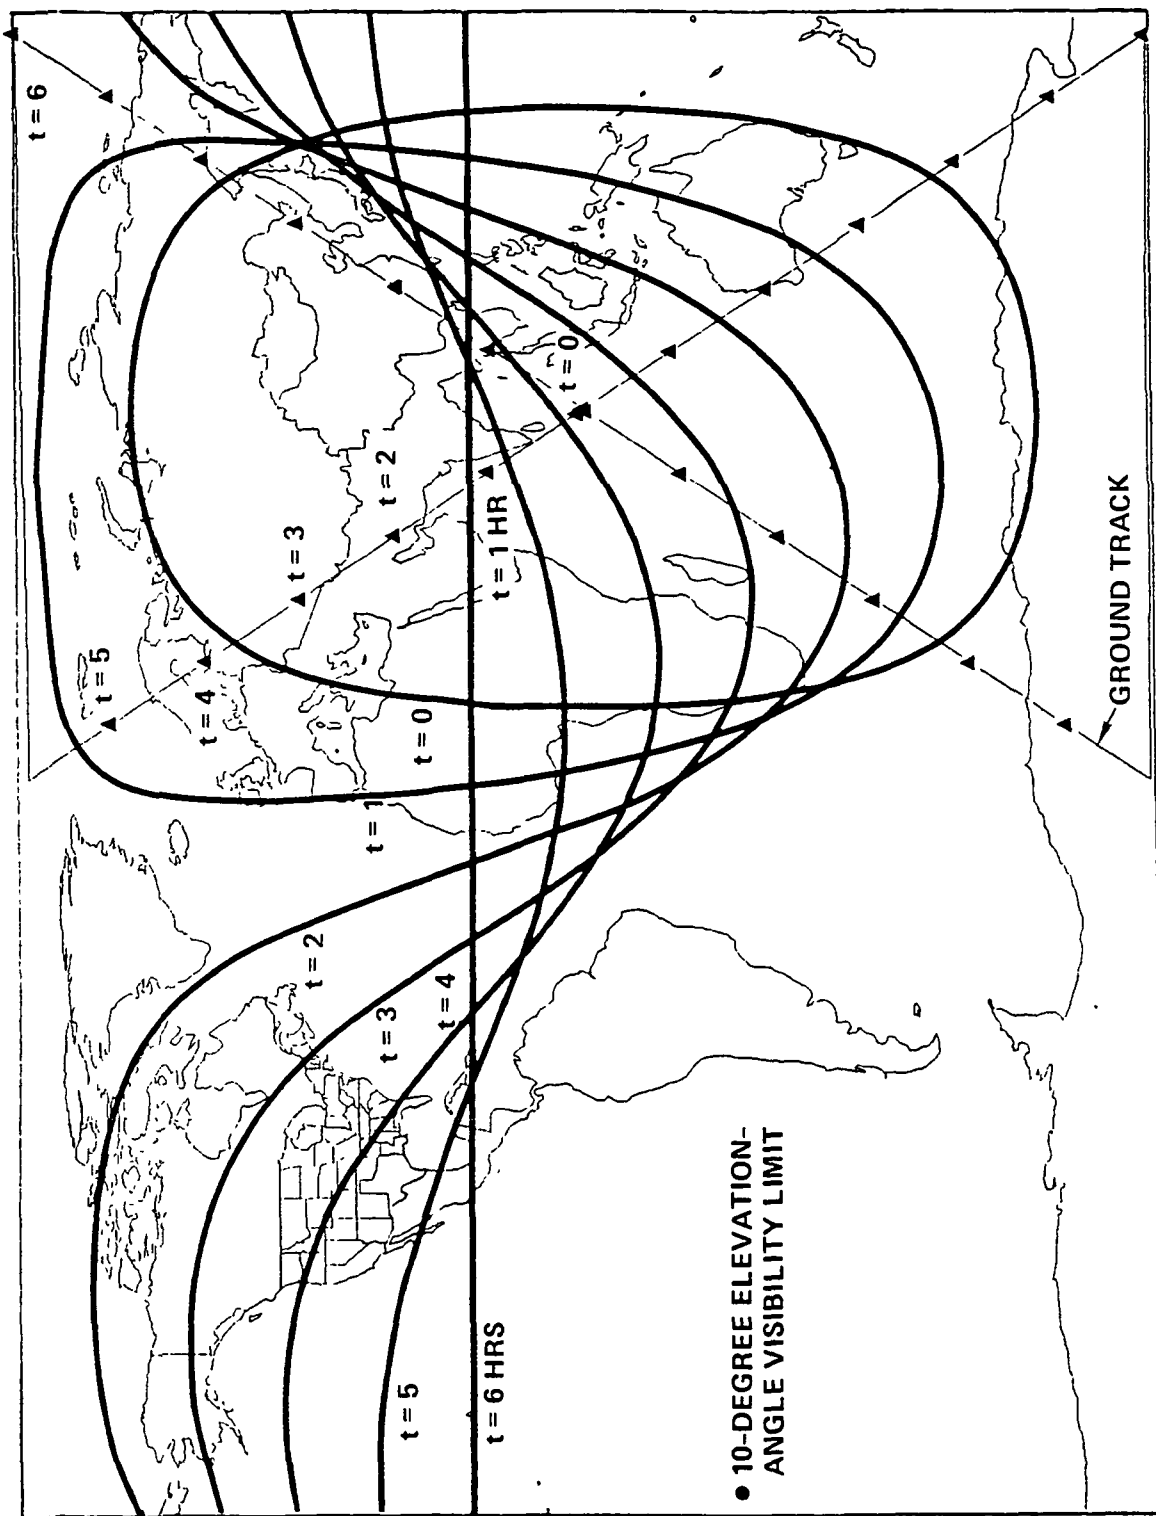 t = 6
t = 0
t = 2
t = 1 HR
t = 3
t = 5
t = 4
t = 0
t = 1
t = 2
t = 4
t = 3
t = 5
t = 6 HRS
GROUND TRACK
● 10-DEGREE ELEVATION-
ANGLE VISIBILITY LIMIT